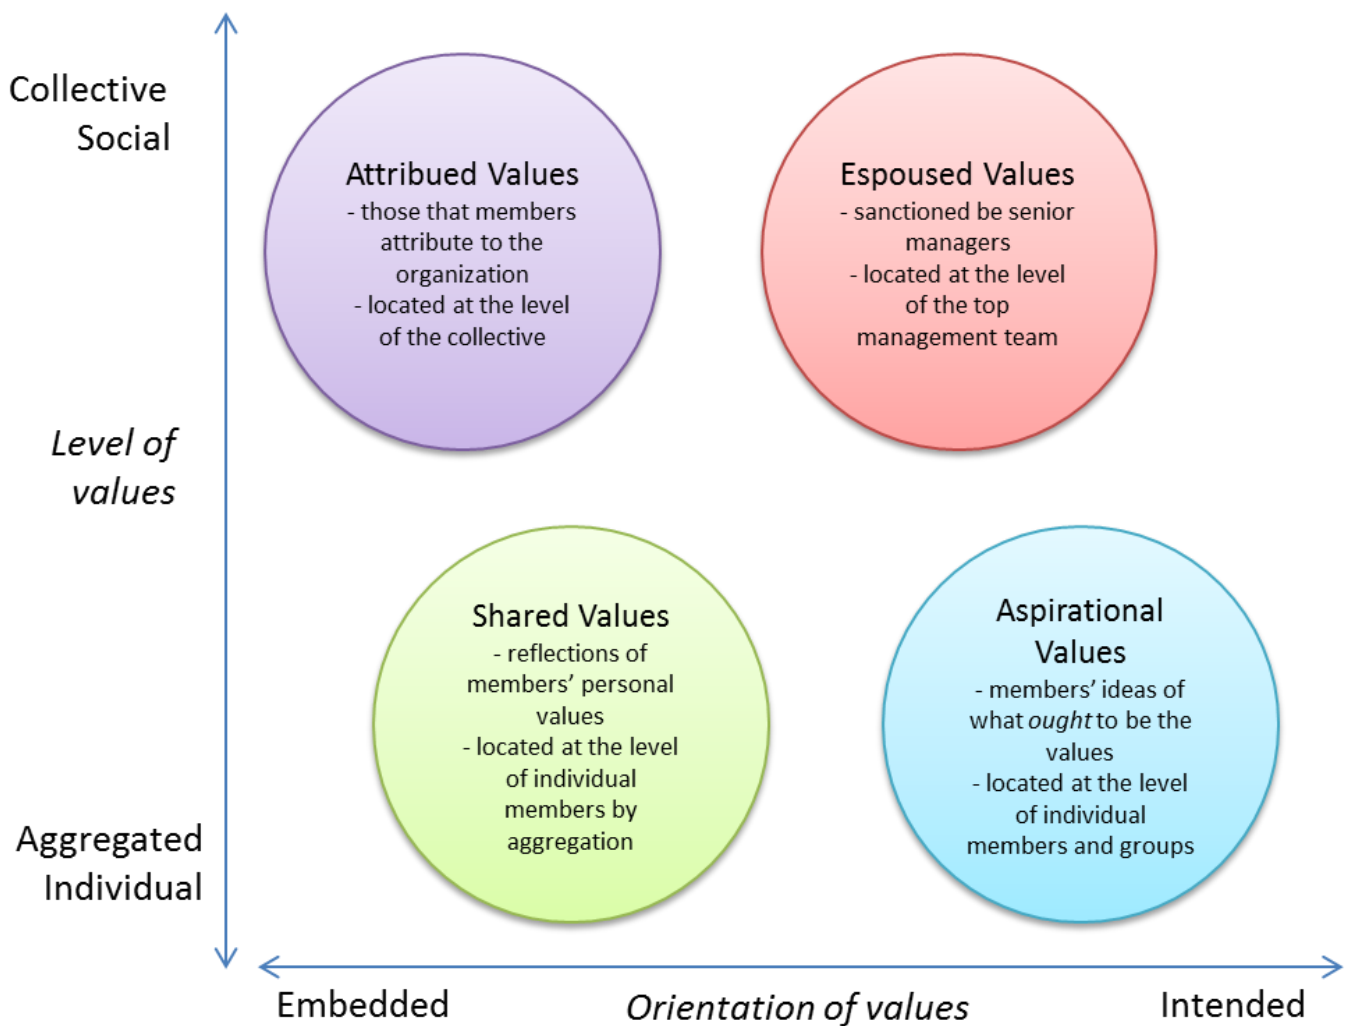 Collective
Social
Attribued Values
- those that members
attribute to the
organization
- located at the level
of the collective
Espoused Values
- sanctioned be senior
managers
- located at the level
of the top
management team
Level of
values
Shared Values
- reflections of
members’ personal
values
- located at the level
of individual
members by
aggregation
Aspirational
Values
- members’ ideas of
what ought to be the
values
- located at the level
of individual
members and groups
Aggregated
Individual
Embedded
Orientation of values
Intended